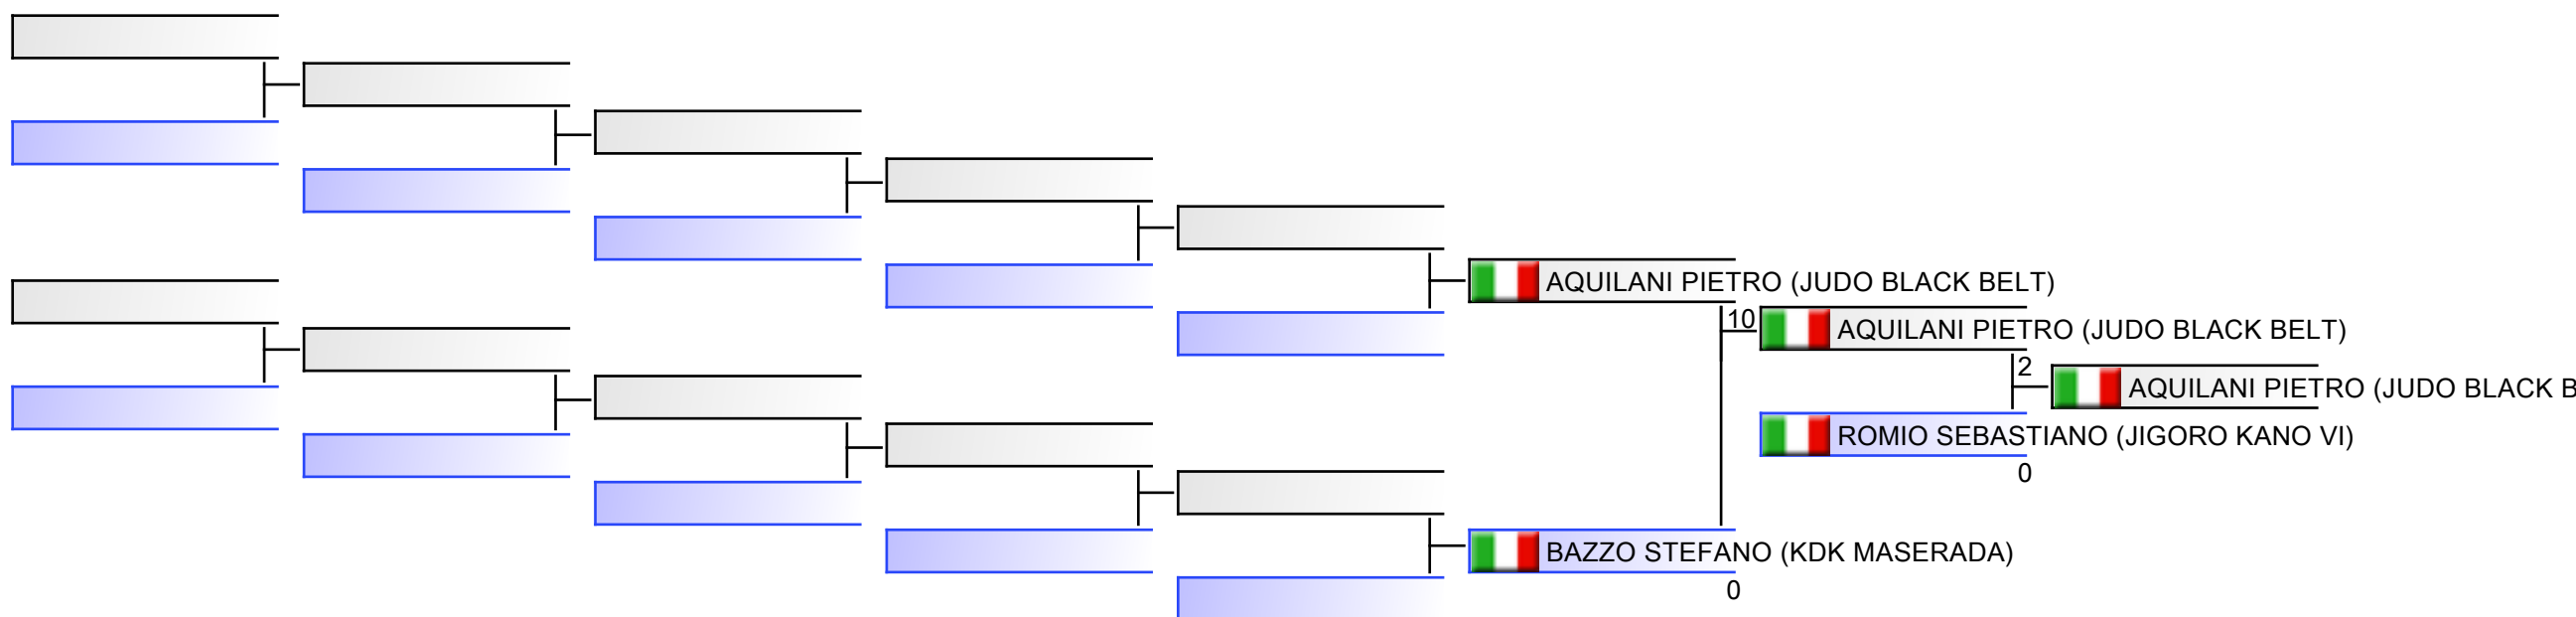 AQUILANI PIETRO (JUDO BLACK BELT)
10
AQUILANI PIETRO (JUDO BLACK BELT)
2
AQUILANI PIETRO (JUDO BLACK B
ROMIO SEBASTIANO (JIGORO KANO VI)
0
BAZZO STEFANO (KDK MASERADA)
0